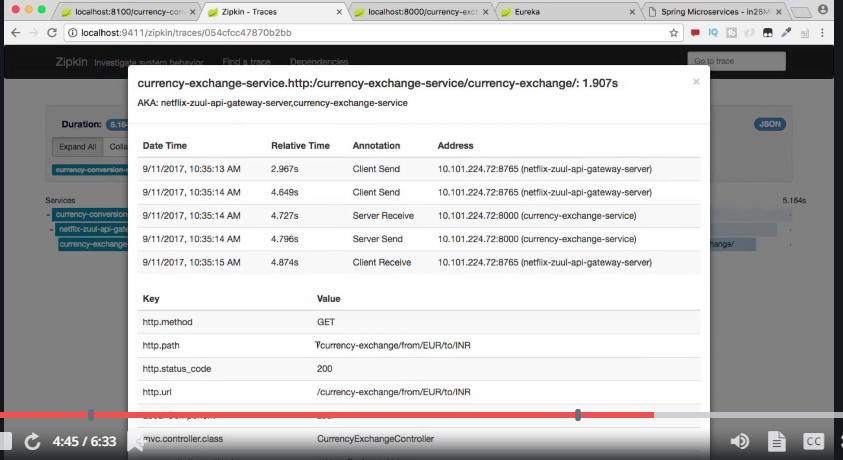 localhost:8100/currency-con
Zipkin - Traces
localhost:8000/currency-exch
Eureka
Spring Microservices - in28M
localhost:9411/zipkin/traces/054cfcc47870b2bb
Zipkin Investigate system behavior Find a trace Dependencies Go to trace
currency-exchange-service.http:/currency-exchange-service/currency-exchange/: 1.907s ×
AKA: netflix-zuul-api-gateway-server,currency-exchange-service
Duration: 5.16 JSON
Expand All Colla
currency-conversion-
Services 5.164s
- currency-conversion
- netflix-zuul-api-gate
currency-exchange hange/
Date Time Relative Time Annotation Address
9/11/2017, 10:35:13 AM 2.967s Client Send 10.101.224.72:8765 (netflix-zuul-api-gateway-server)
9/11/2017, 10:35:14 AM 4.649s Client Send 10.101.224.72:8765 (netflix-zuul-api-gateway-server)
9/11/2017, 10:35:14 AM 4.727s Server Receive 10.101.224.72:8000 (currency-exchange-service)
9/11/2017, 10:35:14 AM 4.796s Server Send 10.101.224.72:8000 (currency-exchange-service)
9/11/2017, 10:35:15 AM 4.874s Client Receive 10.101.224.72:8765 (netflix-zuul-api-gateway-server)
Key Value
http.method GET
http.path /currency-exchange/from/EUR/to/INR
http.status_code 200
http.url /currency-exchange/from/EUR/to/INR
mvc.controller.class CurrencyExchangeController
4:45 / 6:33 CC